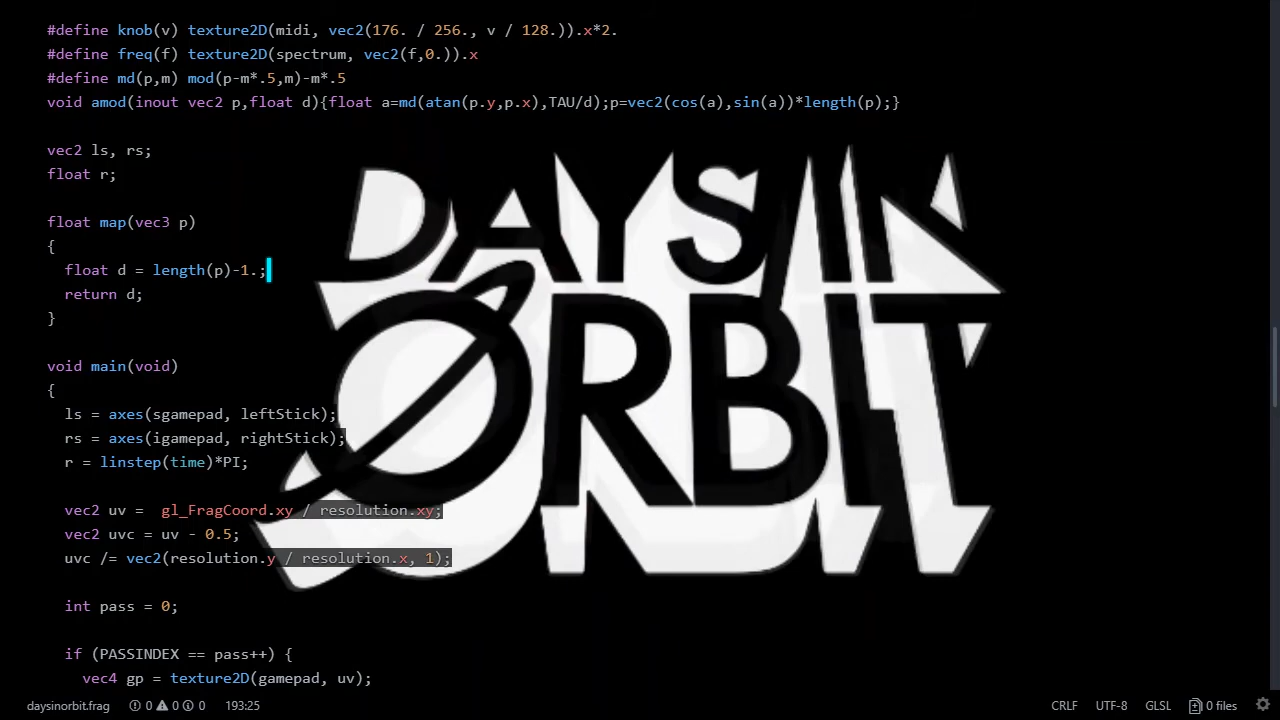 #define knob(v) texture2D(midi, vec2(176. / 256., v / 128.)).x*2.
#define freq(f) texture2D(spectrum, vec2(f,0.)).x
#define md(p,m) mod(p-m*.5,m)-m*.5
void amod(inout vec2 p,float d){float a=md(atan(p.y,p.x),TAU/d);p=vec2(cos(a),sin(a))*length(p);}
vec2 ls, rs;
float r;
float map(vec3 p)
{
float d = length(p)-1.;
return d;
}
void main(void)
{
ls = axes(sgamepad, leftStick);
rs = axes(igamepad, rightStick);
r = linstep(time)*PI;
vec2 uv =  gl_FragCoord.xy / resolution.xy;
vec2 uvc = uv - 0.5;
uvc /= vec2(resolution.y / resolution.x, 1);
int pass = 0;
if (PASSINDEX == pass++) {
vec4 gp = texture2D(gamepad, uv);
DAYS IN
ORBIT
daysinorbit.frag 0 0 0 193:25 CRLF UTF-8 GLSL 0 files